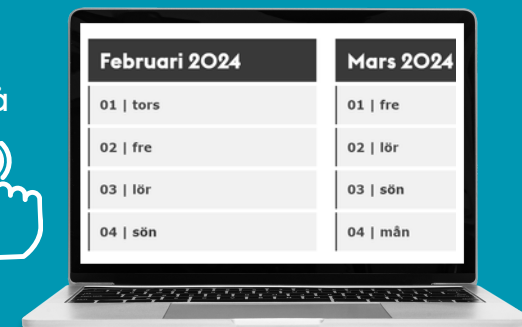 Februari 2024
01 | tors
02 | fre
03 | lör
04 | sön
Mars 2024
01 | fre
02 | lör
03 | sön
04 | mån